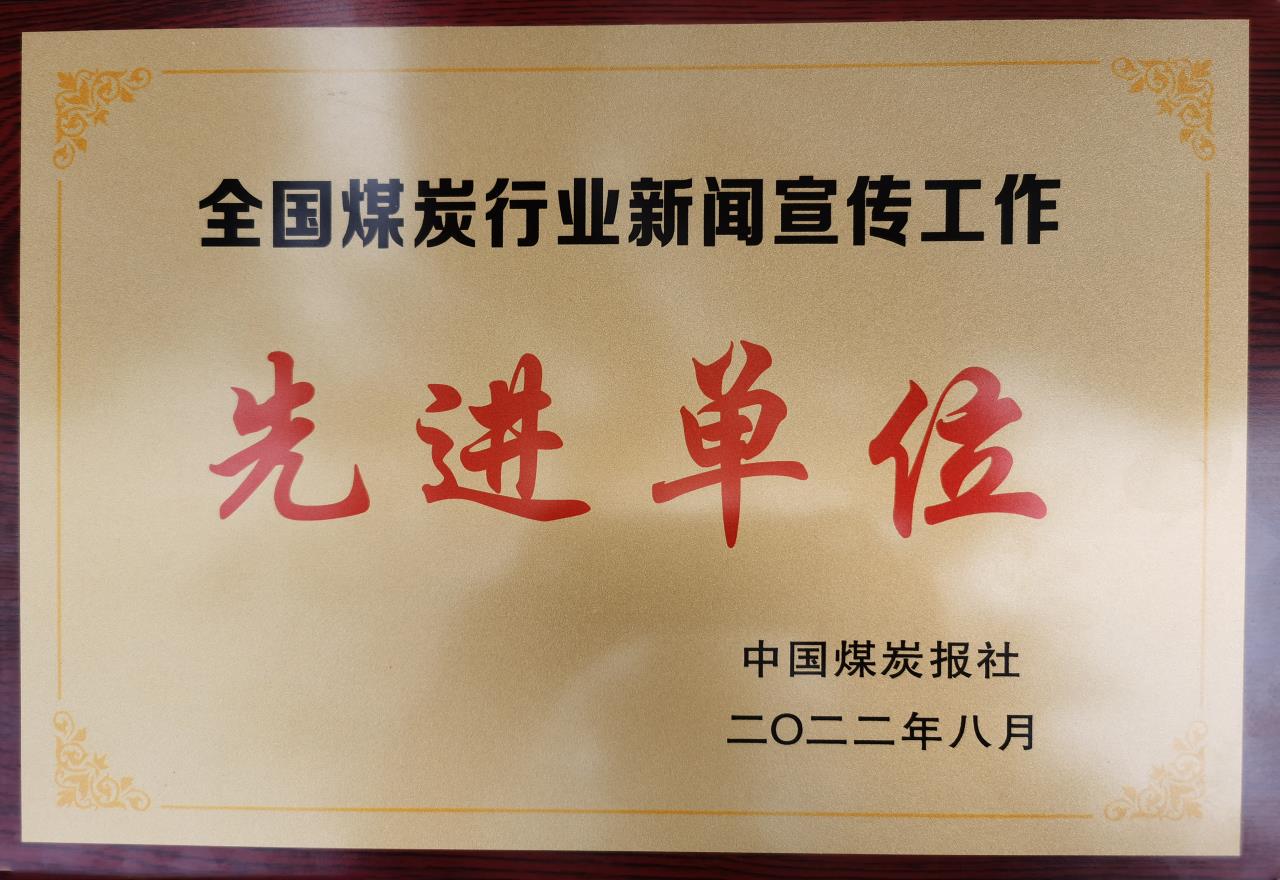 全国煤炭行业新闻宣传工作
先进单位
中国煤炭报社
二〇二二年八月